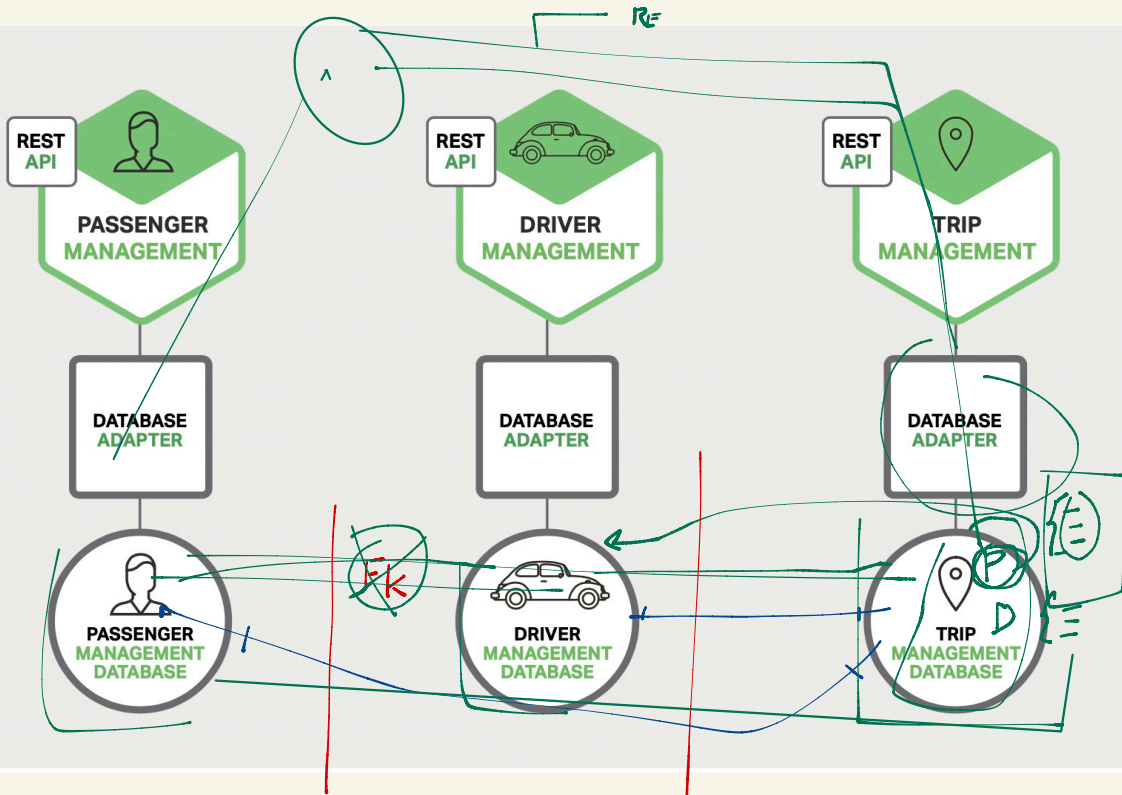 RE
REST
API
PASSENGER
MANAGEMENT
REST
API
DRIVER
MANAGEMENT
REST
API
TRIP
MANAGEMENT
DATABASE
ADAPTER
DATABASE
ADAPTER
DATABASE
ADAPTER
FK
PASSENGER
MANAGEMENT
DATABASE
DRIVER
MANAGEMENT
DATABASE
P
D
TRIP
MANAGEMENT
DATABASE